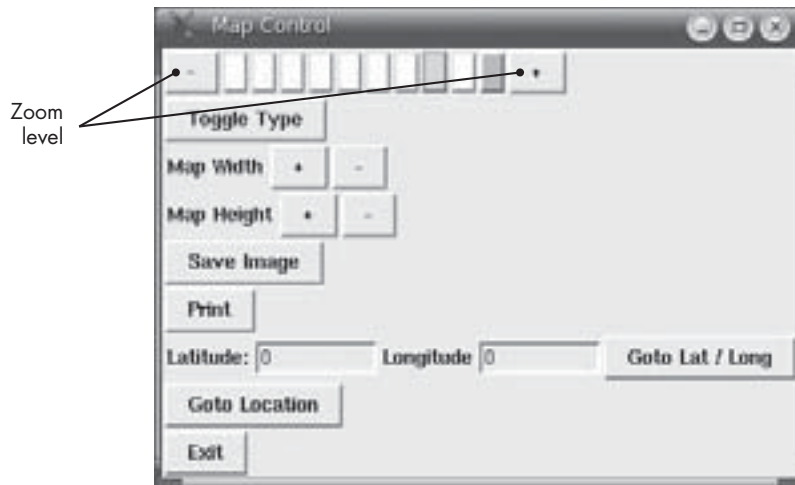 Map Control
- +
Zoom level
Toggle Type
Map Width + -
Map Height + -
Save Image
Print
Latitude: 0 Longitude 0 Goto Lat / Long
Goto Location
Exit